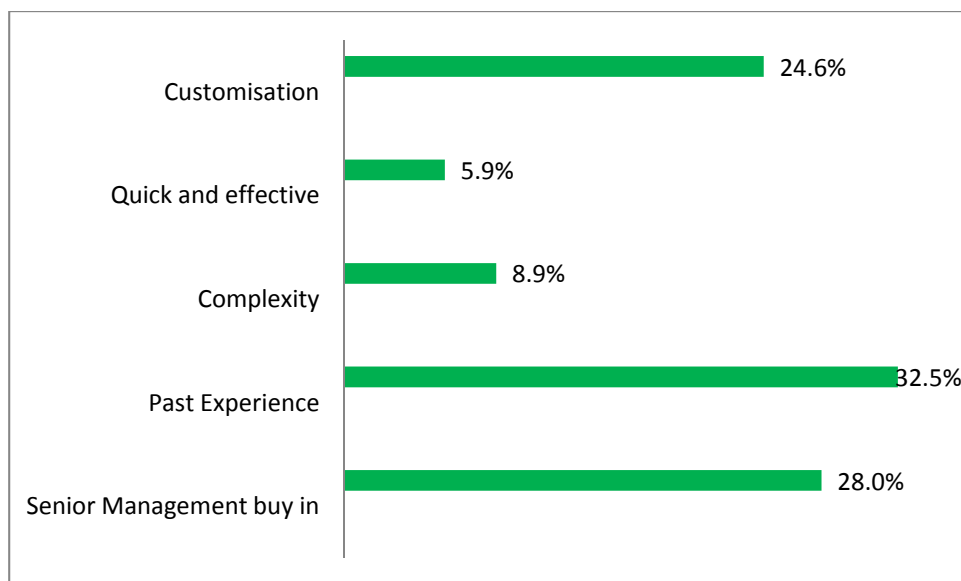 Customisation
24.6%
Quick and effective
5.9%
Complexity
8.9%
Past Experience
32.5%
Senior Management buy in
28.0%